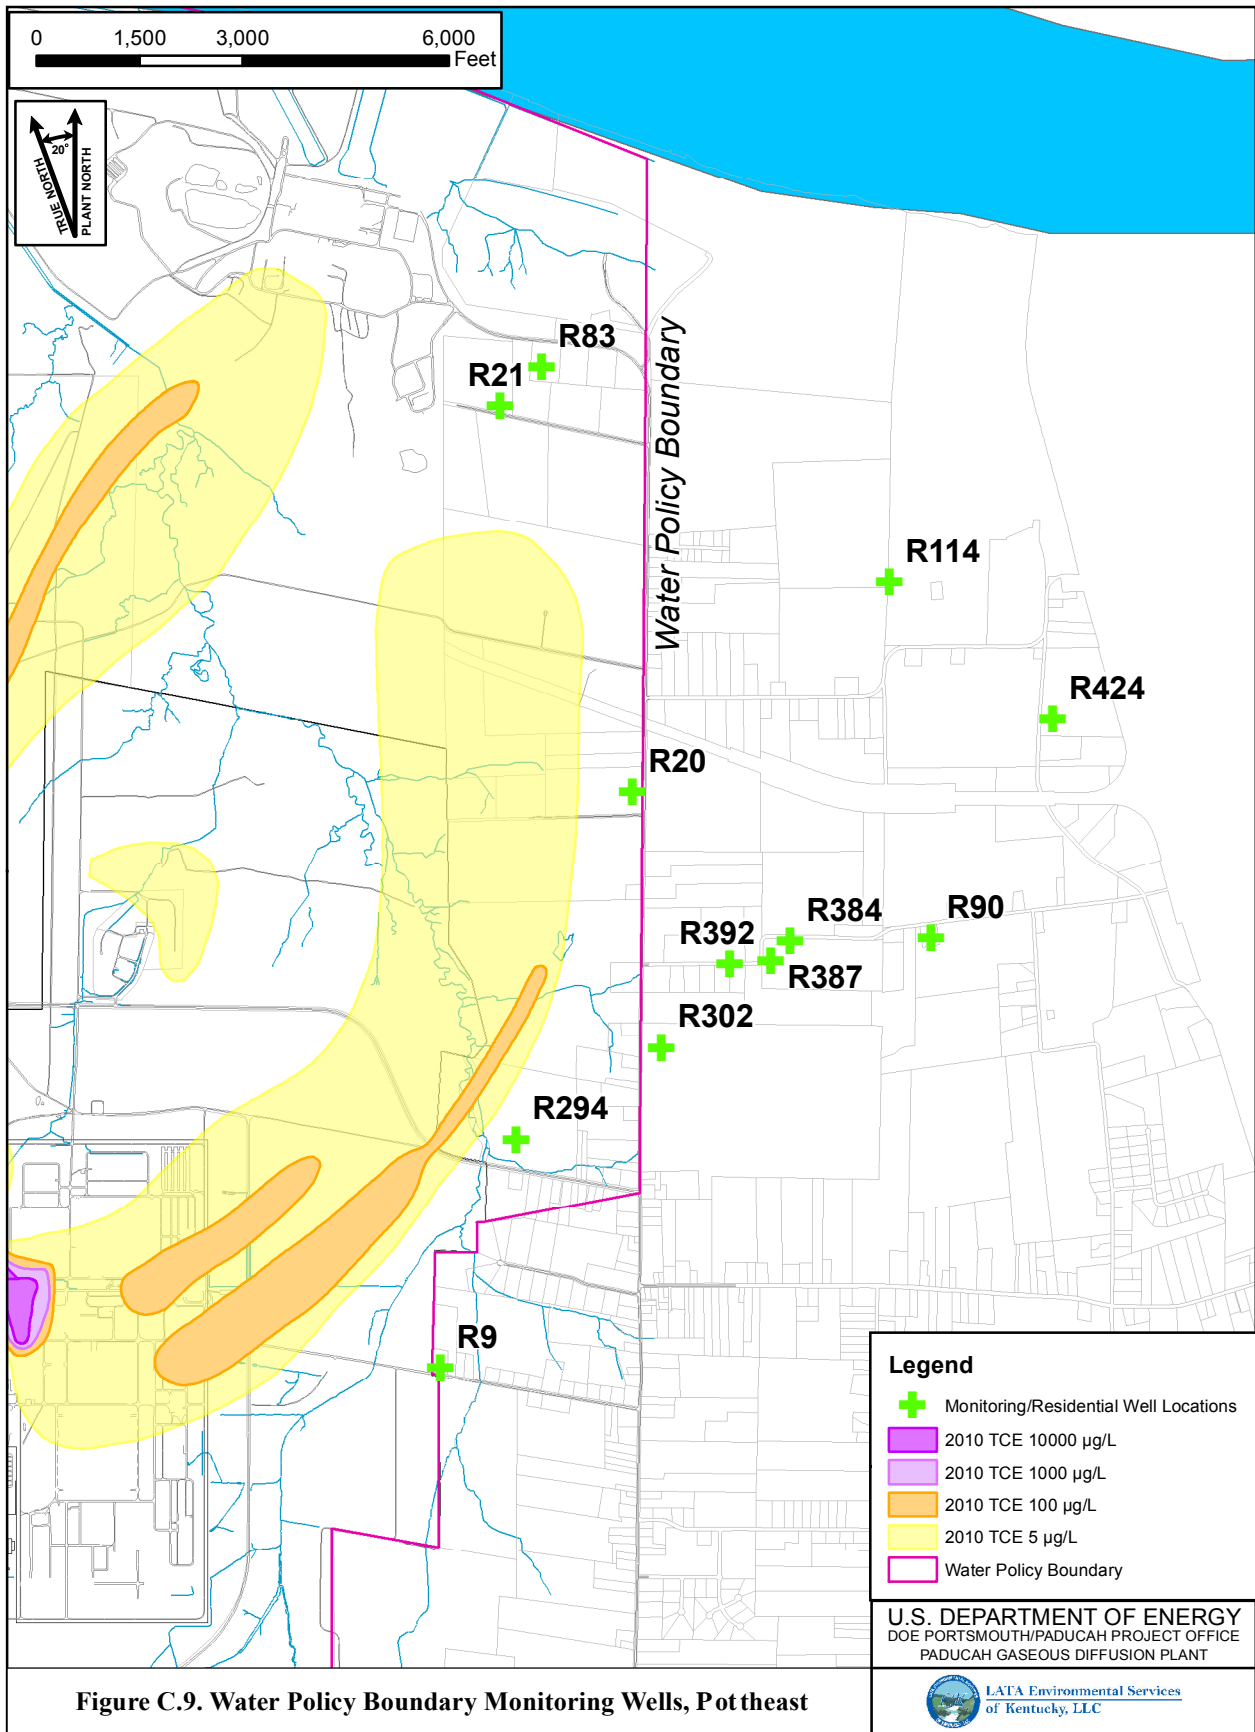 0 1,500 3,000 6,000
Feet
20°
TRUE NORTH
PLANT NORTH
R83
R21
Water Policy Boundary
R114
R424
R20
R384
R90
R392
R387
R302
R294
R9
Legend
Monitoring/Residential Well Locations
2010 TCE 10000 µg/L
2010 TCE 1000 µg/L
2010 TCE 100 µg/L
2010 TCE 5 µg/L
Water Policy Boundary
U.S. DEPARTMENT OF ENERGY
DOE PORTSMOUTH/PADUCAH PROJECT OFFICE
PADUCAH GASEOUS DIFFUSION PLANT
Figure C.9. Water Policy Boundary Monitoring Wells, Pottheast
LATA Environmental Services
of Kentucky, LLC